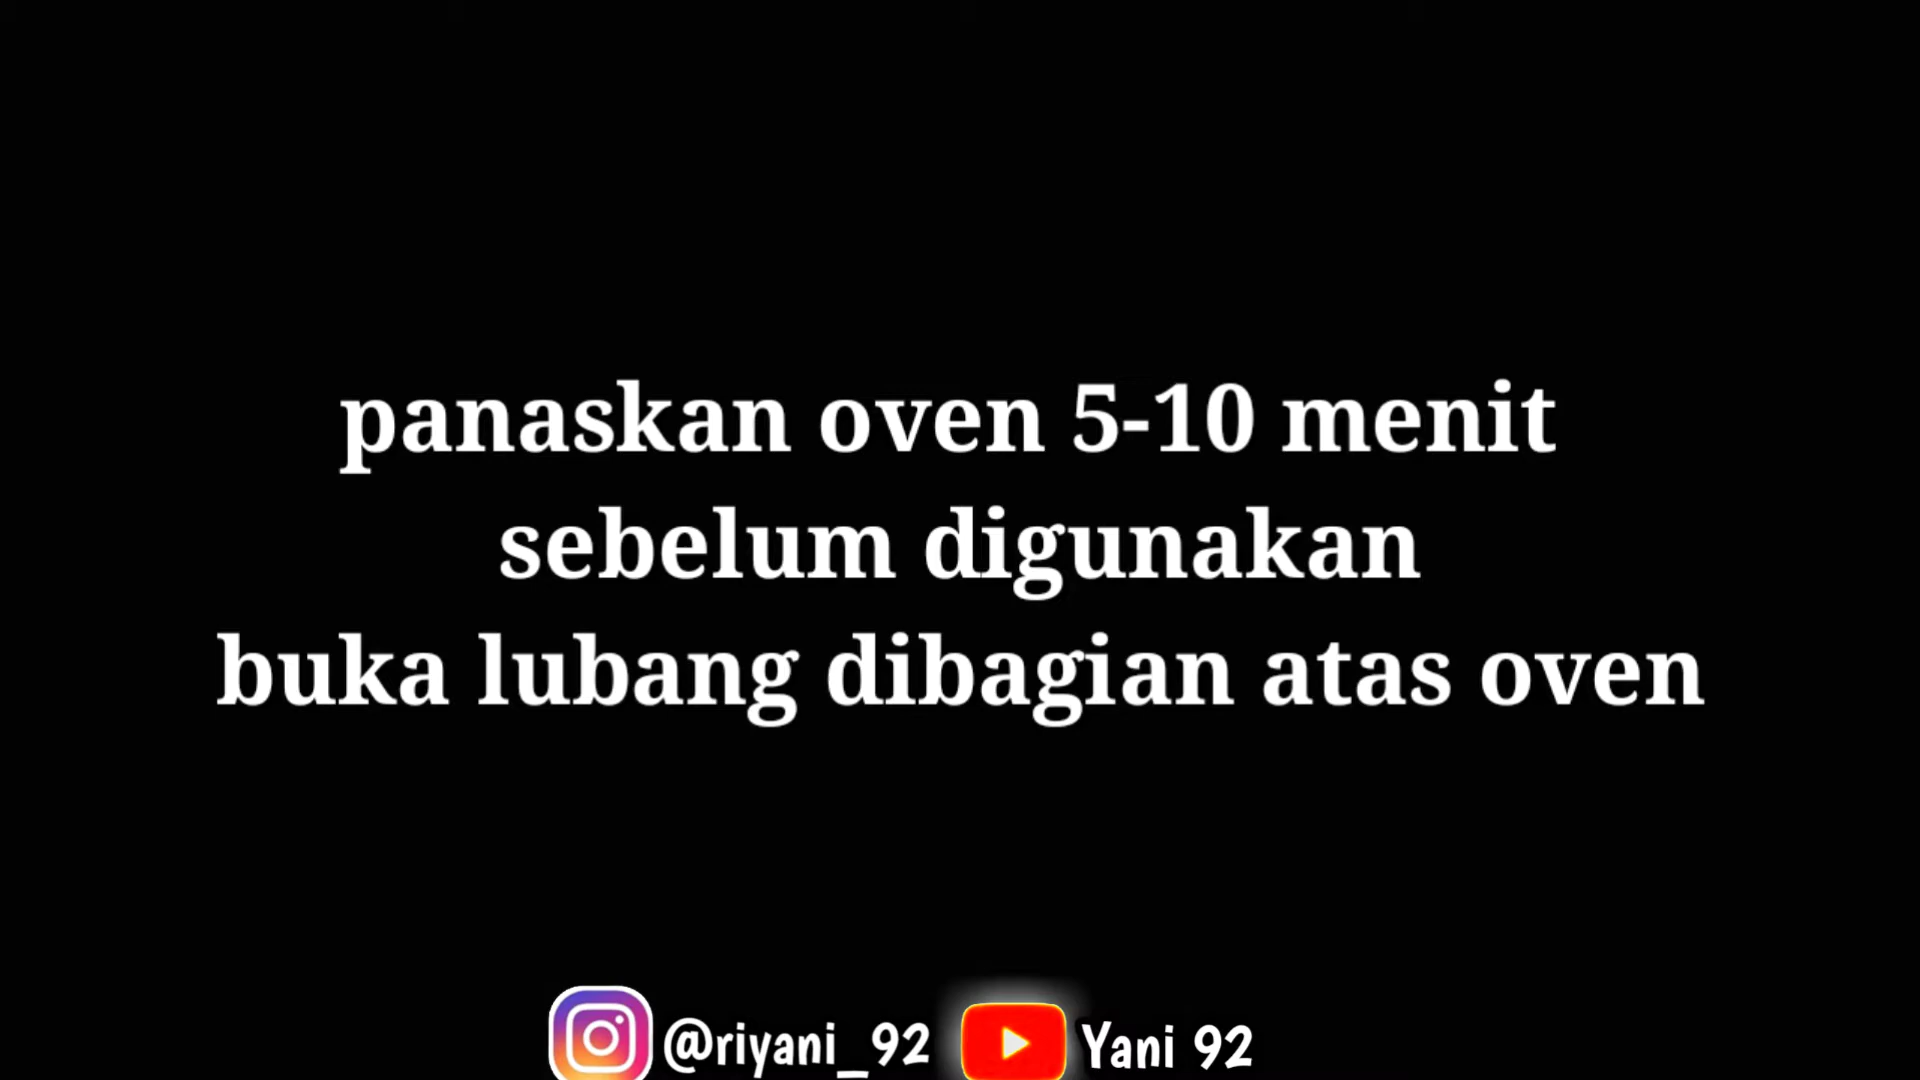 panaskan oven 5-10 menit
sebelum digunakan
buka lubang dibagian atas oven
@riyani_92 Yani 92